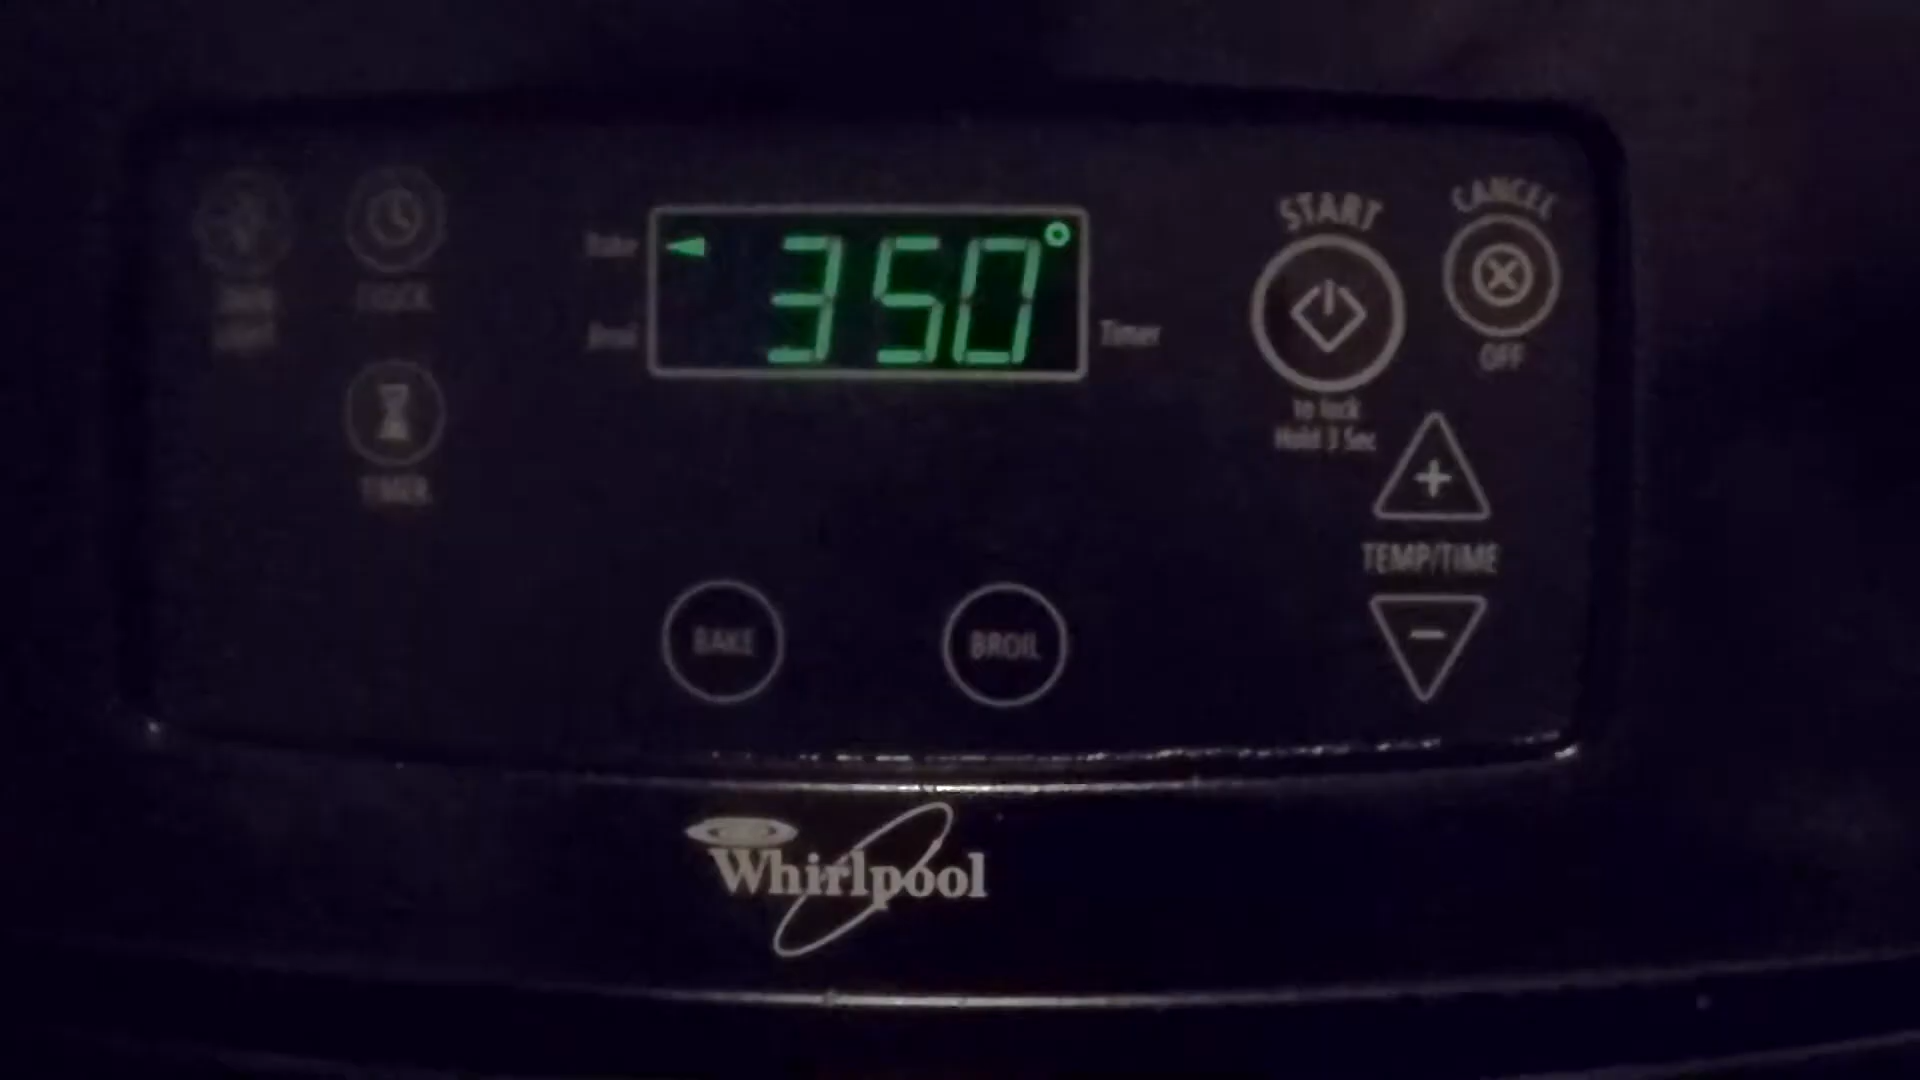 START
CANCEL
Bake
350°
CLOCK
Broil
Timer
OFF
to lock
Hold 3 Sec
TIMER
TEMP/TIME
BAKE
BROIL
Whirlpool